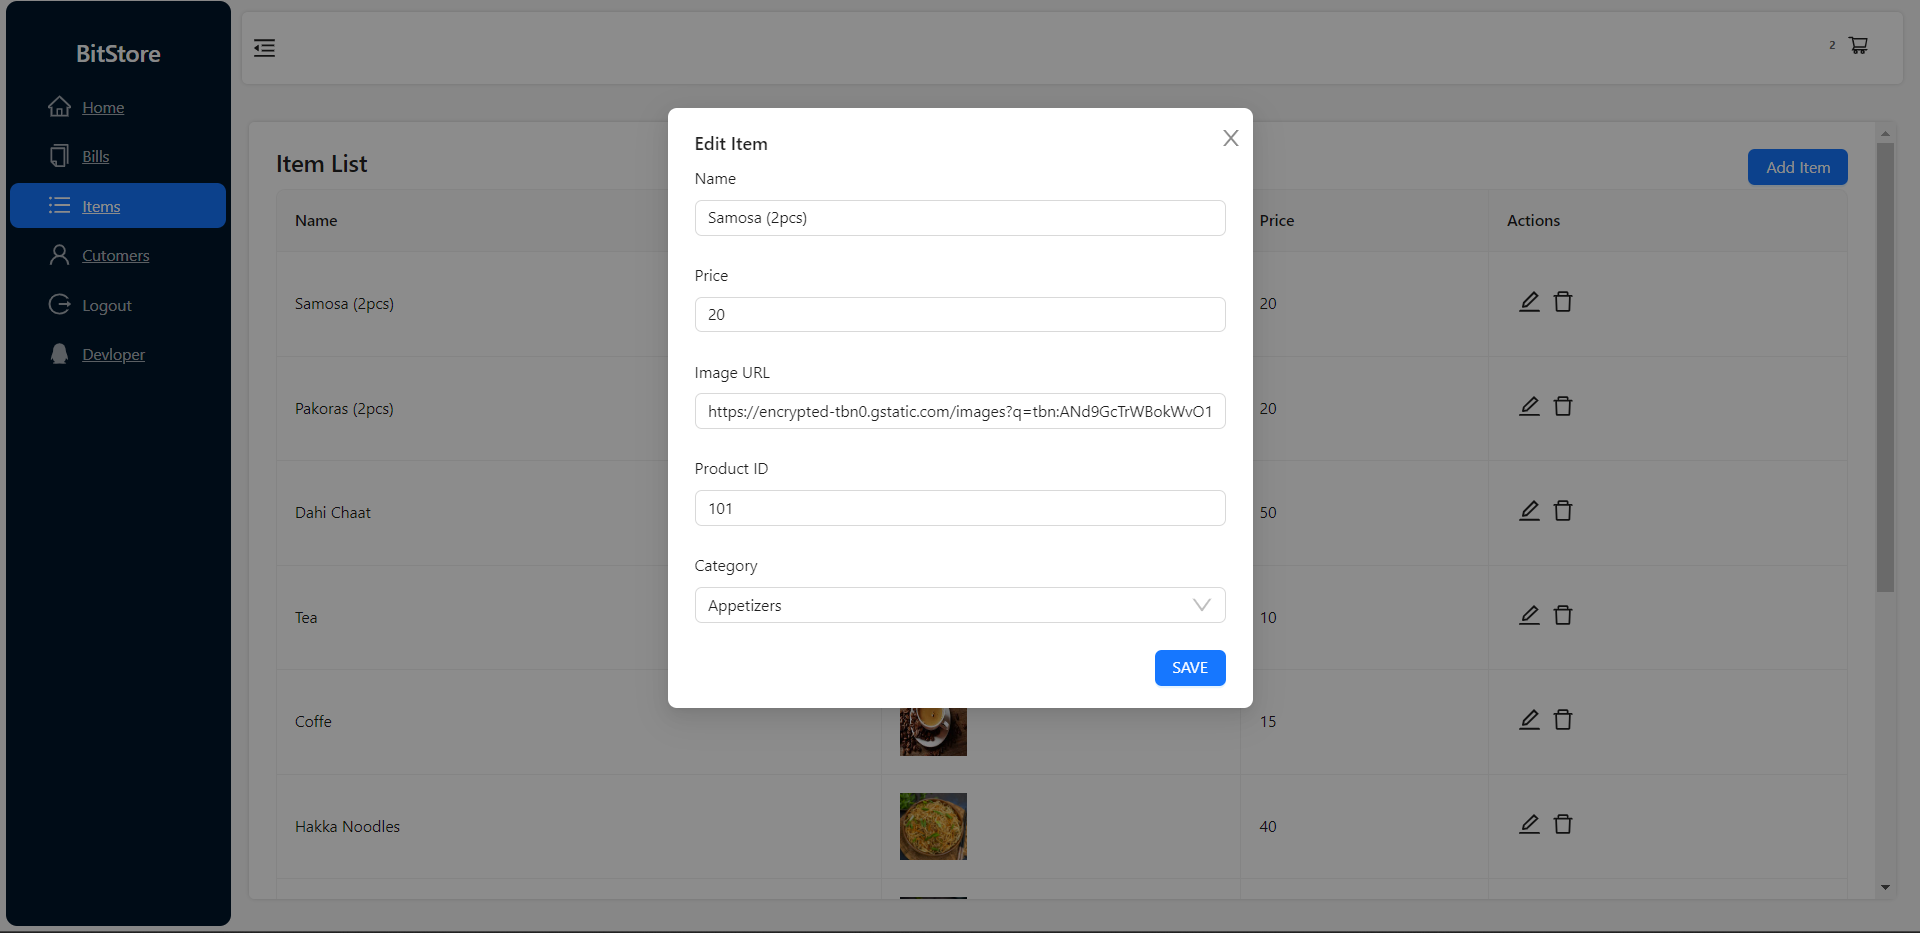 BitStore
Home
Bills
Items
Cutomers
Logout
Devloper
2
Item List
Add Item
Name
Price
Actions
Samosa (2pcs)
20
Pakoras (2pcs)
20
Dahi Chaat
50
Tea
10
Coffe
15
Hakka Noodles
40
Edit Item
Name
Samosa (2pcs)
Price
20
Image URL
https://encrypted-tbn0.gstatic.com/images?q=tbn:ANd9GcTrWBokWvO1
Product ID
101
Category
Appetizers
SAVE